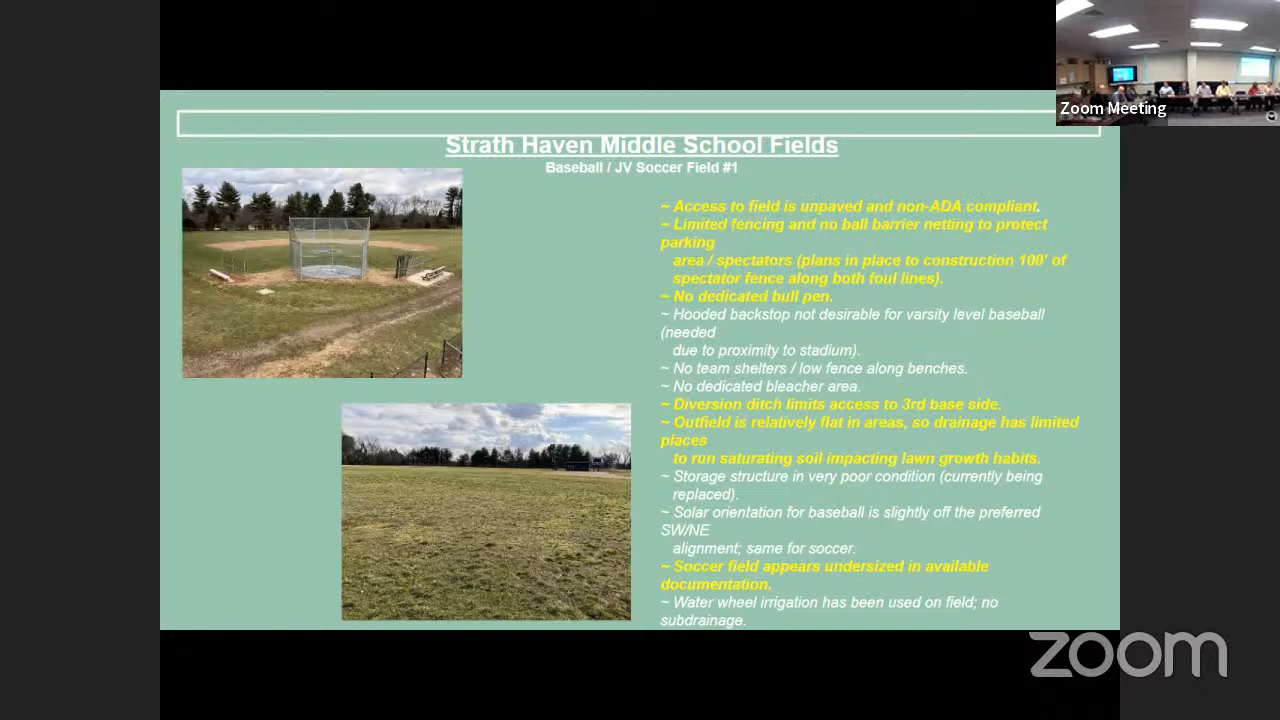 Zoom Meeting
Strath Haven Middle School Fields
Baseball / JV Soccer Field #1
~ Access to field is unpaved and non-ADA compliant.
~ Limited fencing and no ball barrier netting to protect
parking
area / spectators (plans in place to construction 100' of
spectator fence along both foul lines).
~ No dedicated bull pen.
~ Hooded backstop not desirable for varsity level baseball
(needed
due to proximity to stadium).
~ No team shelters / low fence along benches.
~ No dedicated bleacher area.
~ Diversion ditch limits access to 3rd base side.
~ Outfield is relatively flat in areas, so drainage has limited
places
to run saturating soil impacting lawn growth habits.
~ Storage structure in very poor condition (currently being
replaced).
~ Solar orientation for baseball is slightly off the preferred
SW/NE
alignment; same for soccer.
~ Soccer field appears undersized in available
documentation.
~ Water wheel irrigation has been used on field; no
subdrainage.
zoom